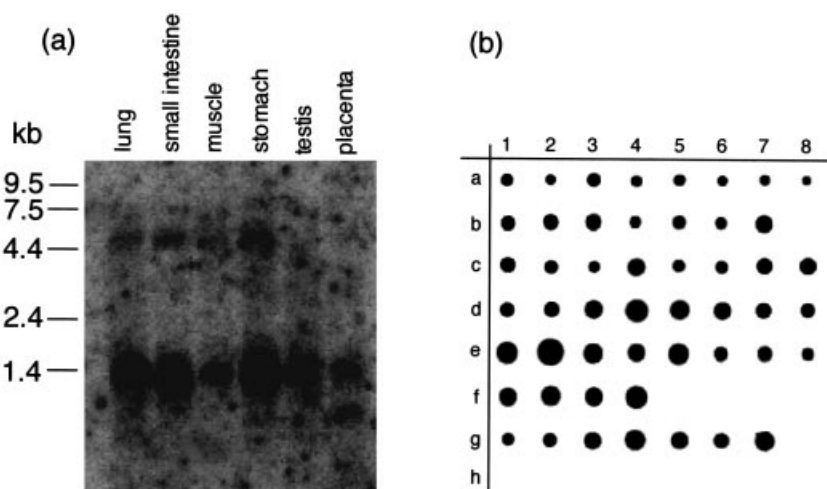 (a)
kb
lung
small intestine
muscle
stomach
testis
placenta
9.5
7.5
4.4
2.4
1.4
(b)
1 2 3 4 5 6 7 8
a
b
c
d
e
f
g
h